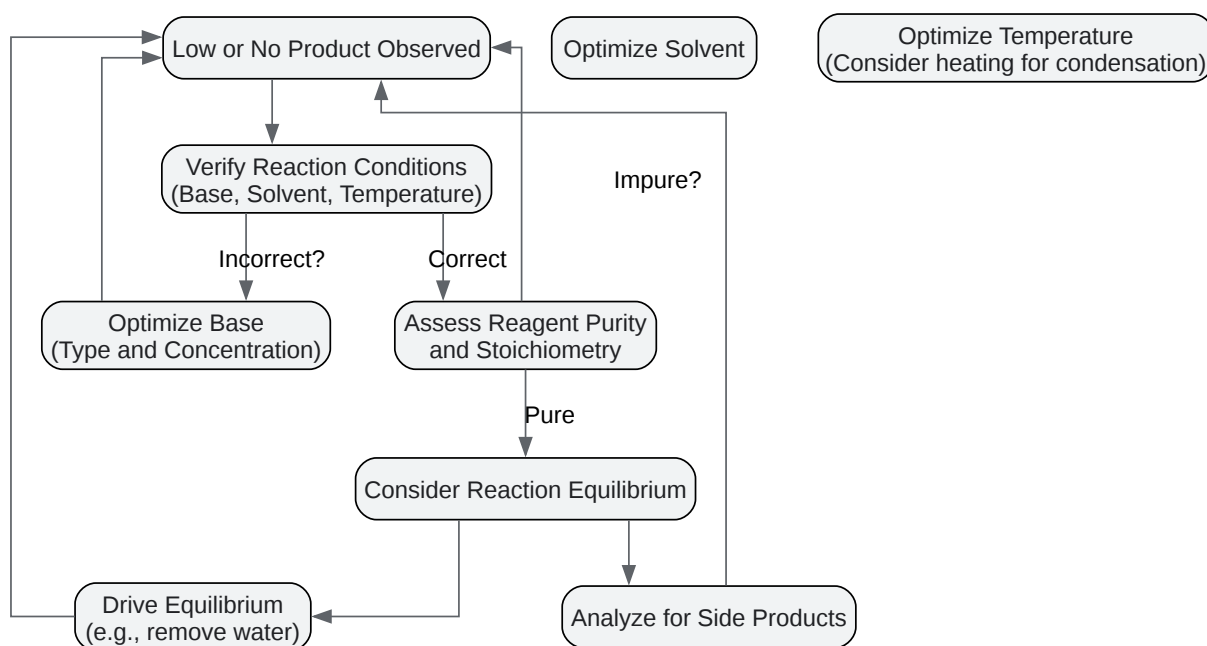 Low or No Product Observed
Optimize Solvent
Optimize Temperature
(Consider heating for condensation)
Verify Reaction Conditions
(Base, Solvent, Temperature)
Impure?
Incorrect?
Correct
Optimize Base
(Type and Concentration)
Assess Reagent Purity
and Stoichiometry
Pure
Consider Reaction Equilibrium
Drive Equilibrium
(e.g., remove water)
Analyze for Side Products